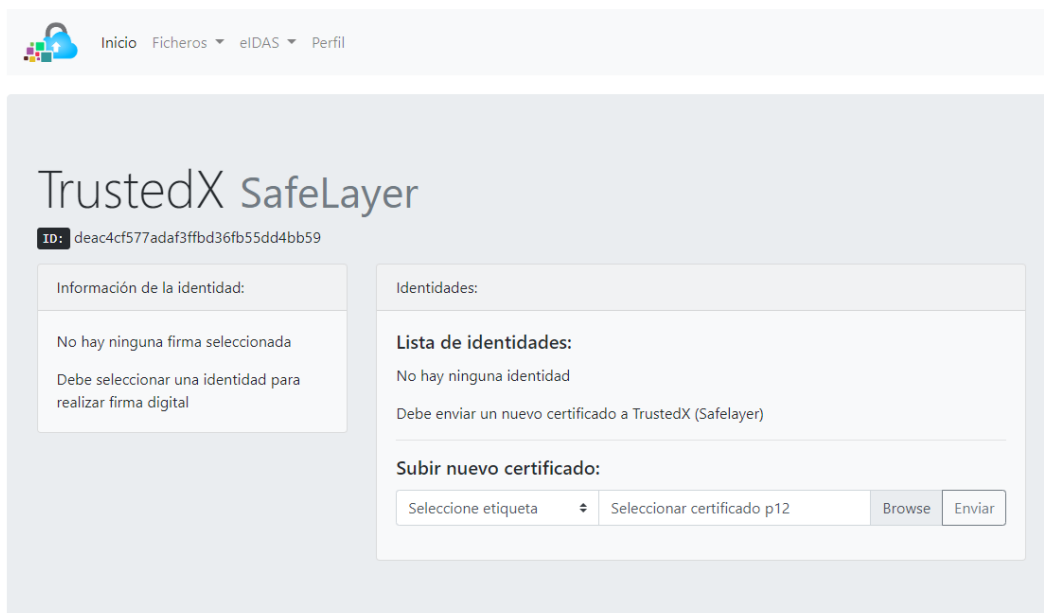 Inicio Ficheros eIDAS Perfil
TrustedX SafeLayer
ID: deac4cf577adaf3ffbd36fb55dd4bb59
Información de la identidad:
No hay ninguna firma seleccionada
Debe seleccionar una identidad para
realizar firma digital
Identidades:
Lista de identidades:
No hay ninguna identidad
Debe enviar un nuevo certificado a TrustedX (Safelayer)
Subir nuevo certificado:
Seleccione etiqueta Seleccionar certificado p12 Browse Enviar